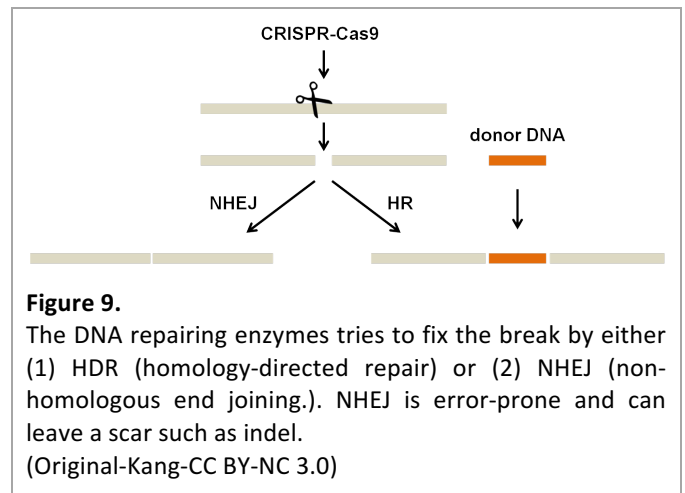 CRISPR-Cas9
donor DNA
NHEJ
HR
Figure 9.
The DNA repairing enzymes tries to fix the break by either
(1) HDR (homology-directed repair) or (2) NHEJ (non-
homologous end joining.). NHEJ is error-prone and can
leave a scar such as indel.
(Original-Kang-CC BY-NC 3.0)